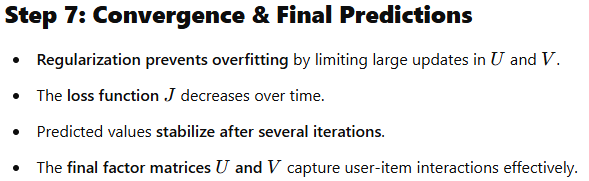 Step 7: Convergence & Final Predictions
• Regularization prevents overfitting by limiting large updates in U and V.
• The loss function J decreases over time.
• Predicted values stabilize after several iterations.
• The final factor matrices U and V capture user-item interactions effectively.